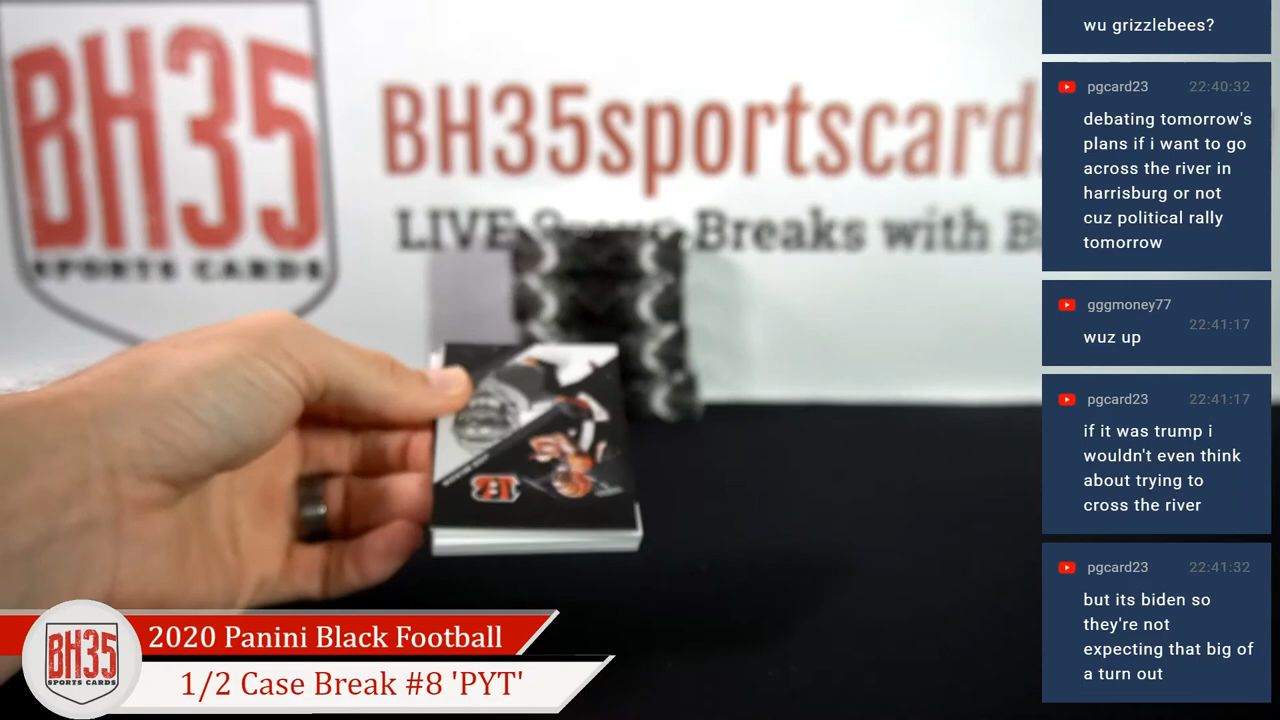 BH35
SPORTS CARDS
BH35sportscards
LIVE Group Breaks with B
wu grizzlebees?
pgcard23 22:40:32
debating tomorrow's
plans if i want to go
across the river in
harrisburg or not
cuz political rally
tomorrow
gggmoney77
22:41:17
wuz up
pgcard23 22:41:17
if it was trump i
wouldn't even think
about trying to
cross the river
pgcard23 22:41:32
but its biden so
they're not
expecting that big of
a turn out
2020 Panini Black Football
1/2 Case Break #8 'PYT'
BH35
SPORTS CARDS